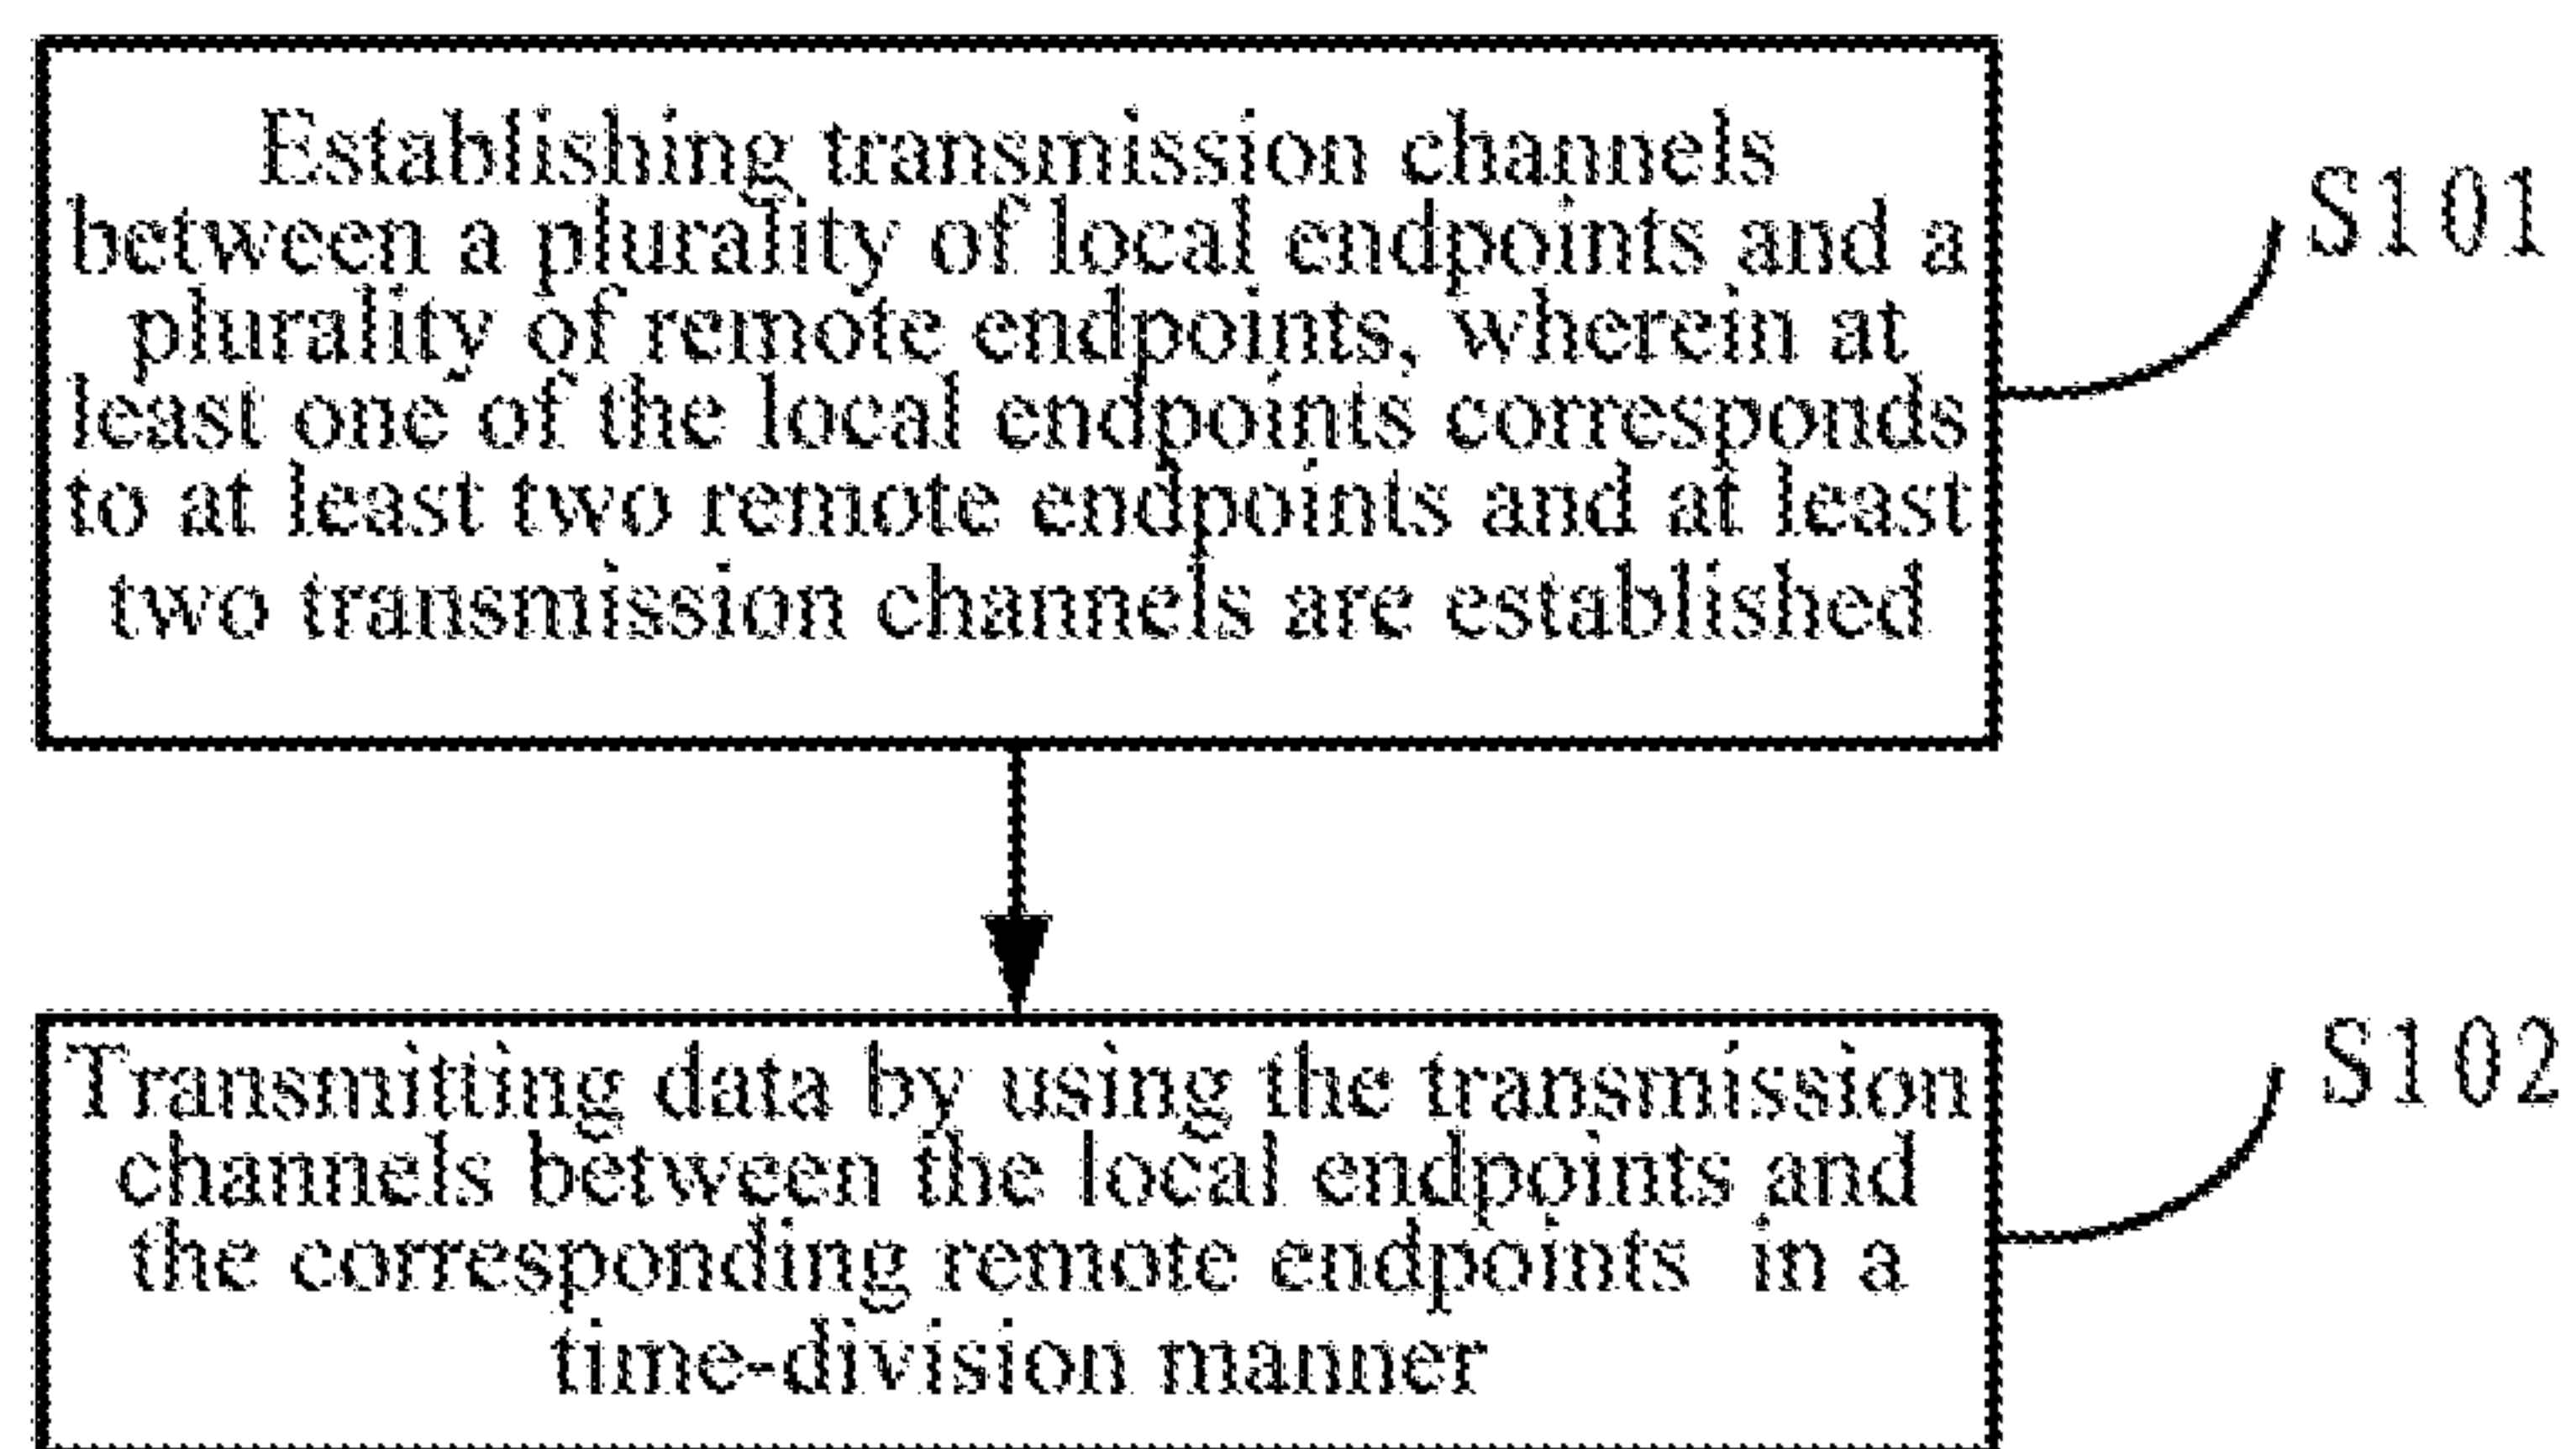 Establishing transmission channels
between a plurality of local endpoints and a
plurality of remote endpoints, wherein at
least one of the local endpoints corresponds
to at least two remote endpoints and at least
two transmission channels are established
S101
Transmitting data by using the transmission
channels between the local endpoints and
the corresponding remote endpoints in a
time-division manner
S102